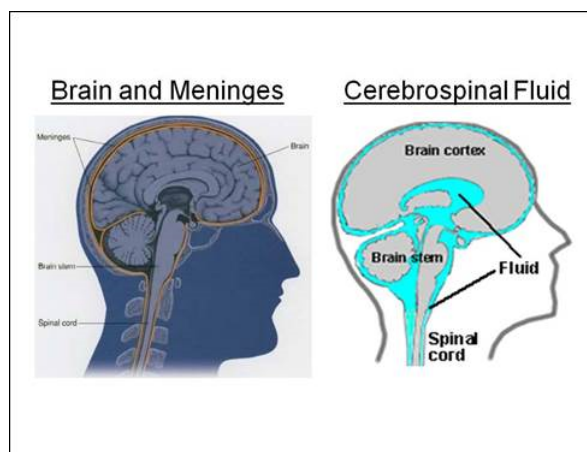 Brain and Meninges
Meninges
Brain
Brain stem
Spinal cord
Cerebrospinal Fluid
Brain cortex
Brain stem
Fluid
Spinal
cord